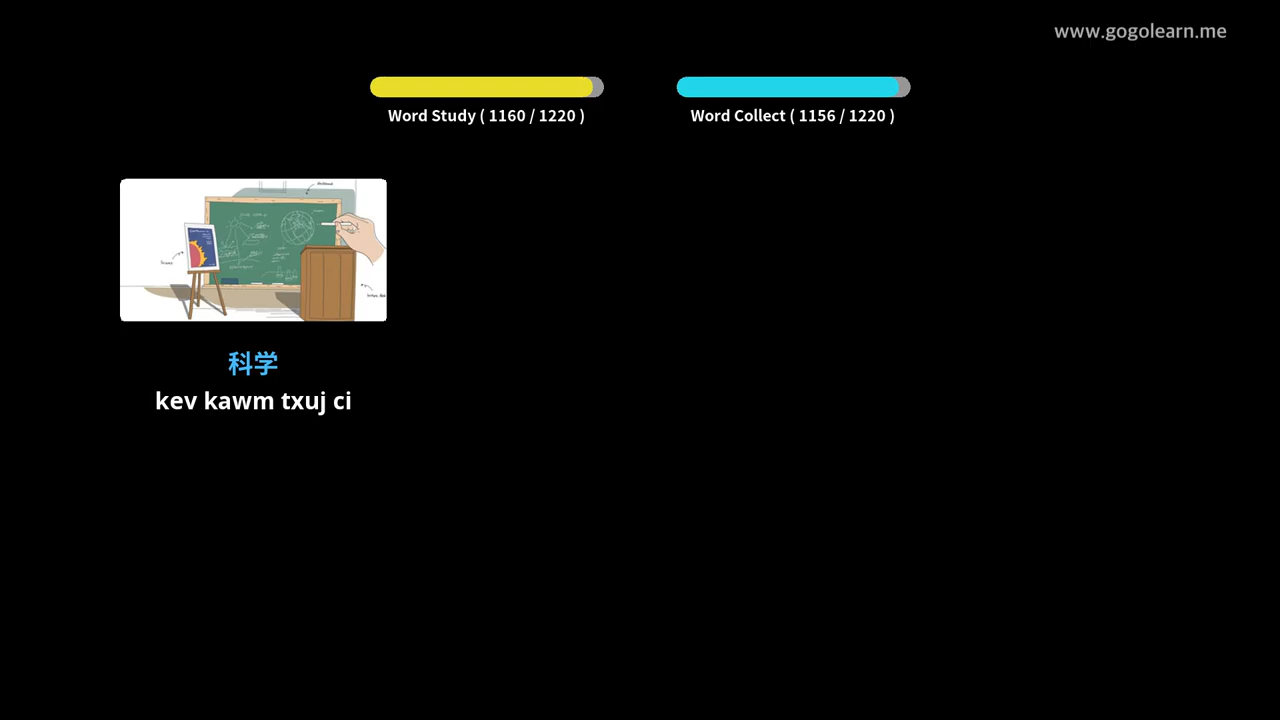 www.gogolearn.me
Word Study ( 1160 / 1220 )
Word Collect ( 1156 / 1220 )
科学
kev kawm txuj ci